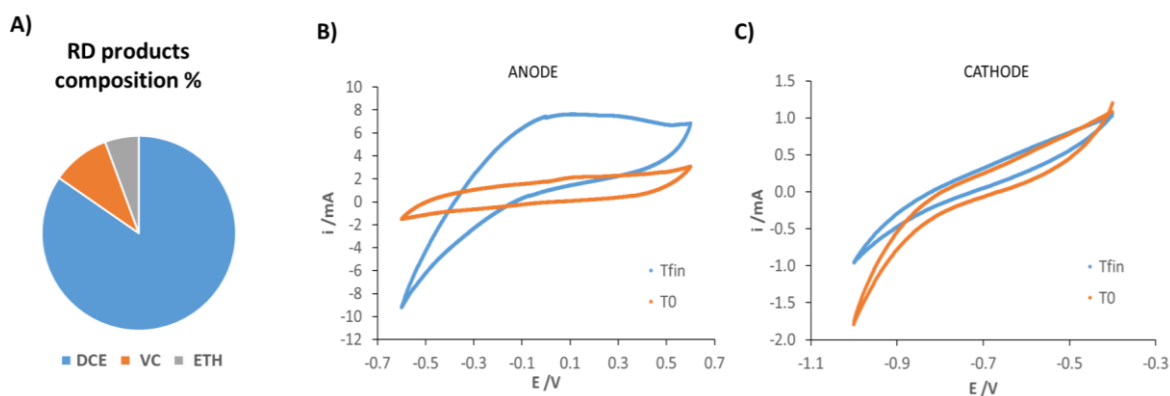 A)
RD products
composition %
DCE VC ETH
B)
ANODE
10
8
6
4
2
0
-2
-4
-6
-8
-10
-12
i /mA
-0.7 -0.5 -0.3 -0.1 0.1 0.3 0.5 0.7
E /V
Tfin
T0
C)
CATHODE
1.5
1.0
0.5
0.0
-0.5
-1.0
-1.5
-2.0
i /mA
-1.1 -0.9 -0.7 -0.5 -0.3
E /V
Tfin
T0